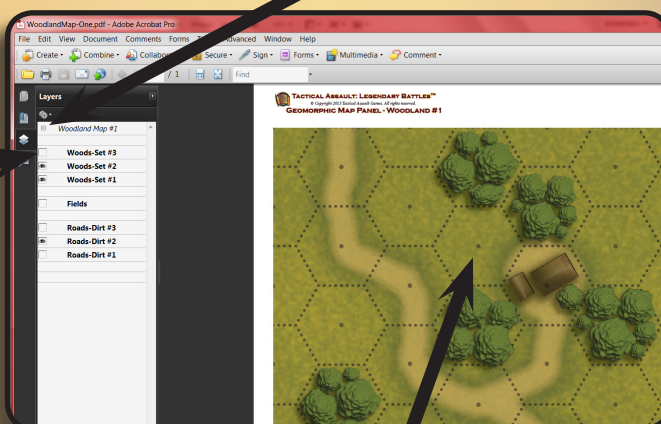 WoodlandMap-One.pdf - Adobe Acrobat Pro
File Edit View Document Comments Forms Advanced Window Help
Create Combine Secure Sign Forms Multimedia Comment
/ 1 Find
Layers
Woodland Map #1
Woods-Set #3
Woods-Set #2
Woods-Set #1
Fields
Roads-Dirt #3
Roads-Dirt #2
Roads-Dirt #1
Tactical Assault: Legendary Battles™
© Copyright 2013 Tactical Assault Games. All rights reserved.
Geomorphic Map Panel - Woodland #1